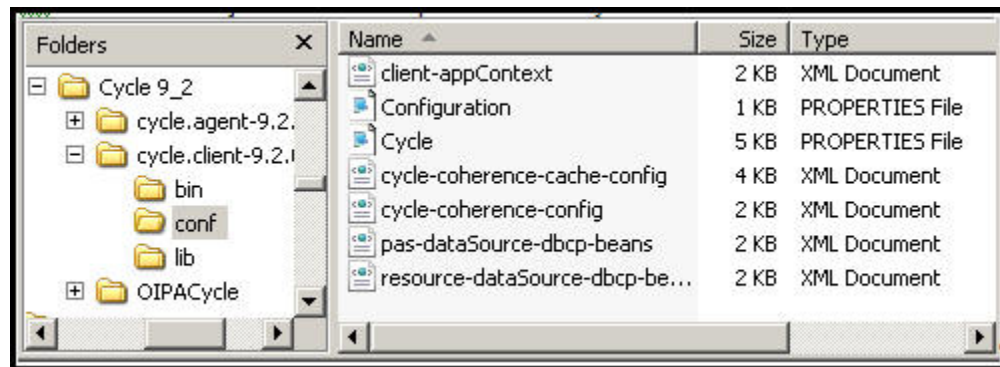 Folders
Cycle 9_2
cycle.agent-9.2.
cycle.client-9.2.
bin
conf
lib
OIPACycle
Name Size Type
client-appContext 2 KB XML Document
Configuration 1 KB PROPERTIES File
Cycle 5 KB PROPERTIES File
cycle-coherence-cache-config 4 KB XML Document
cycle-coherence-config 2 KB XML Document
pas-dataSource-dbcp-beans 2 KB XML Document
resource-dataSource-dbcp-be... 2 KB XML Document